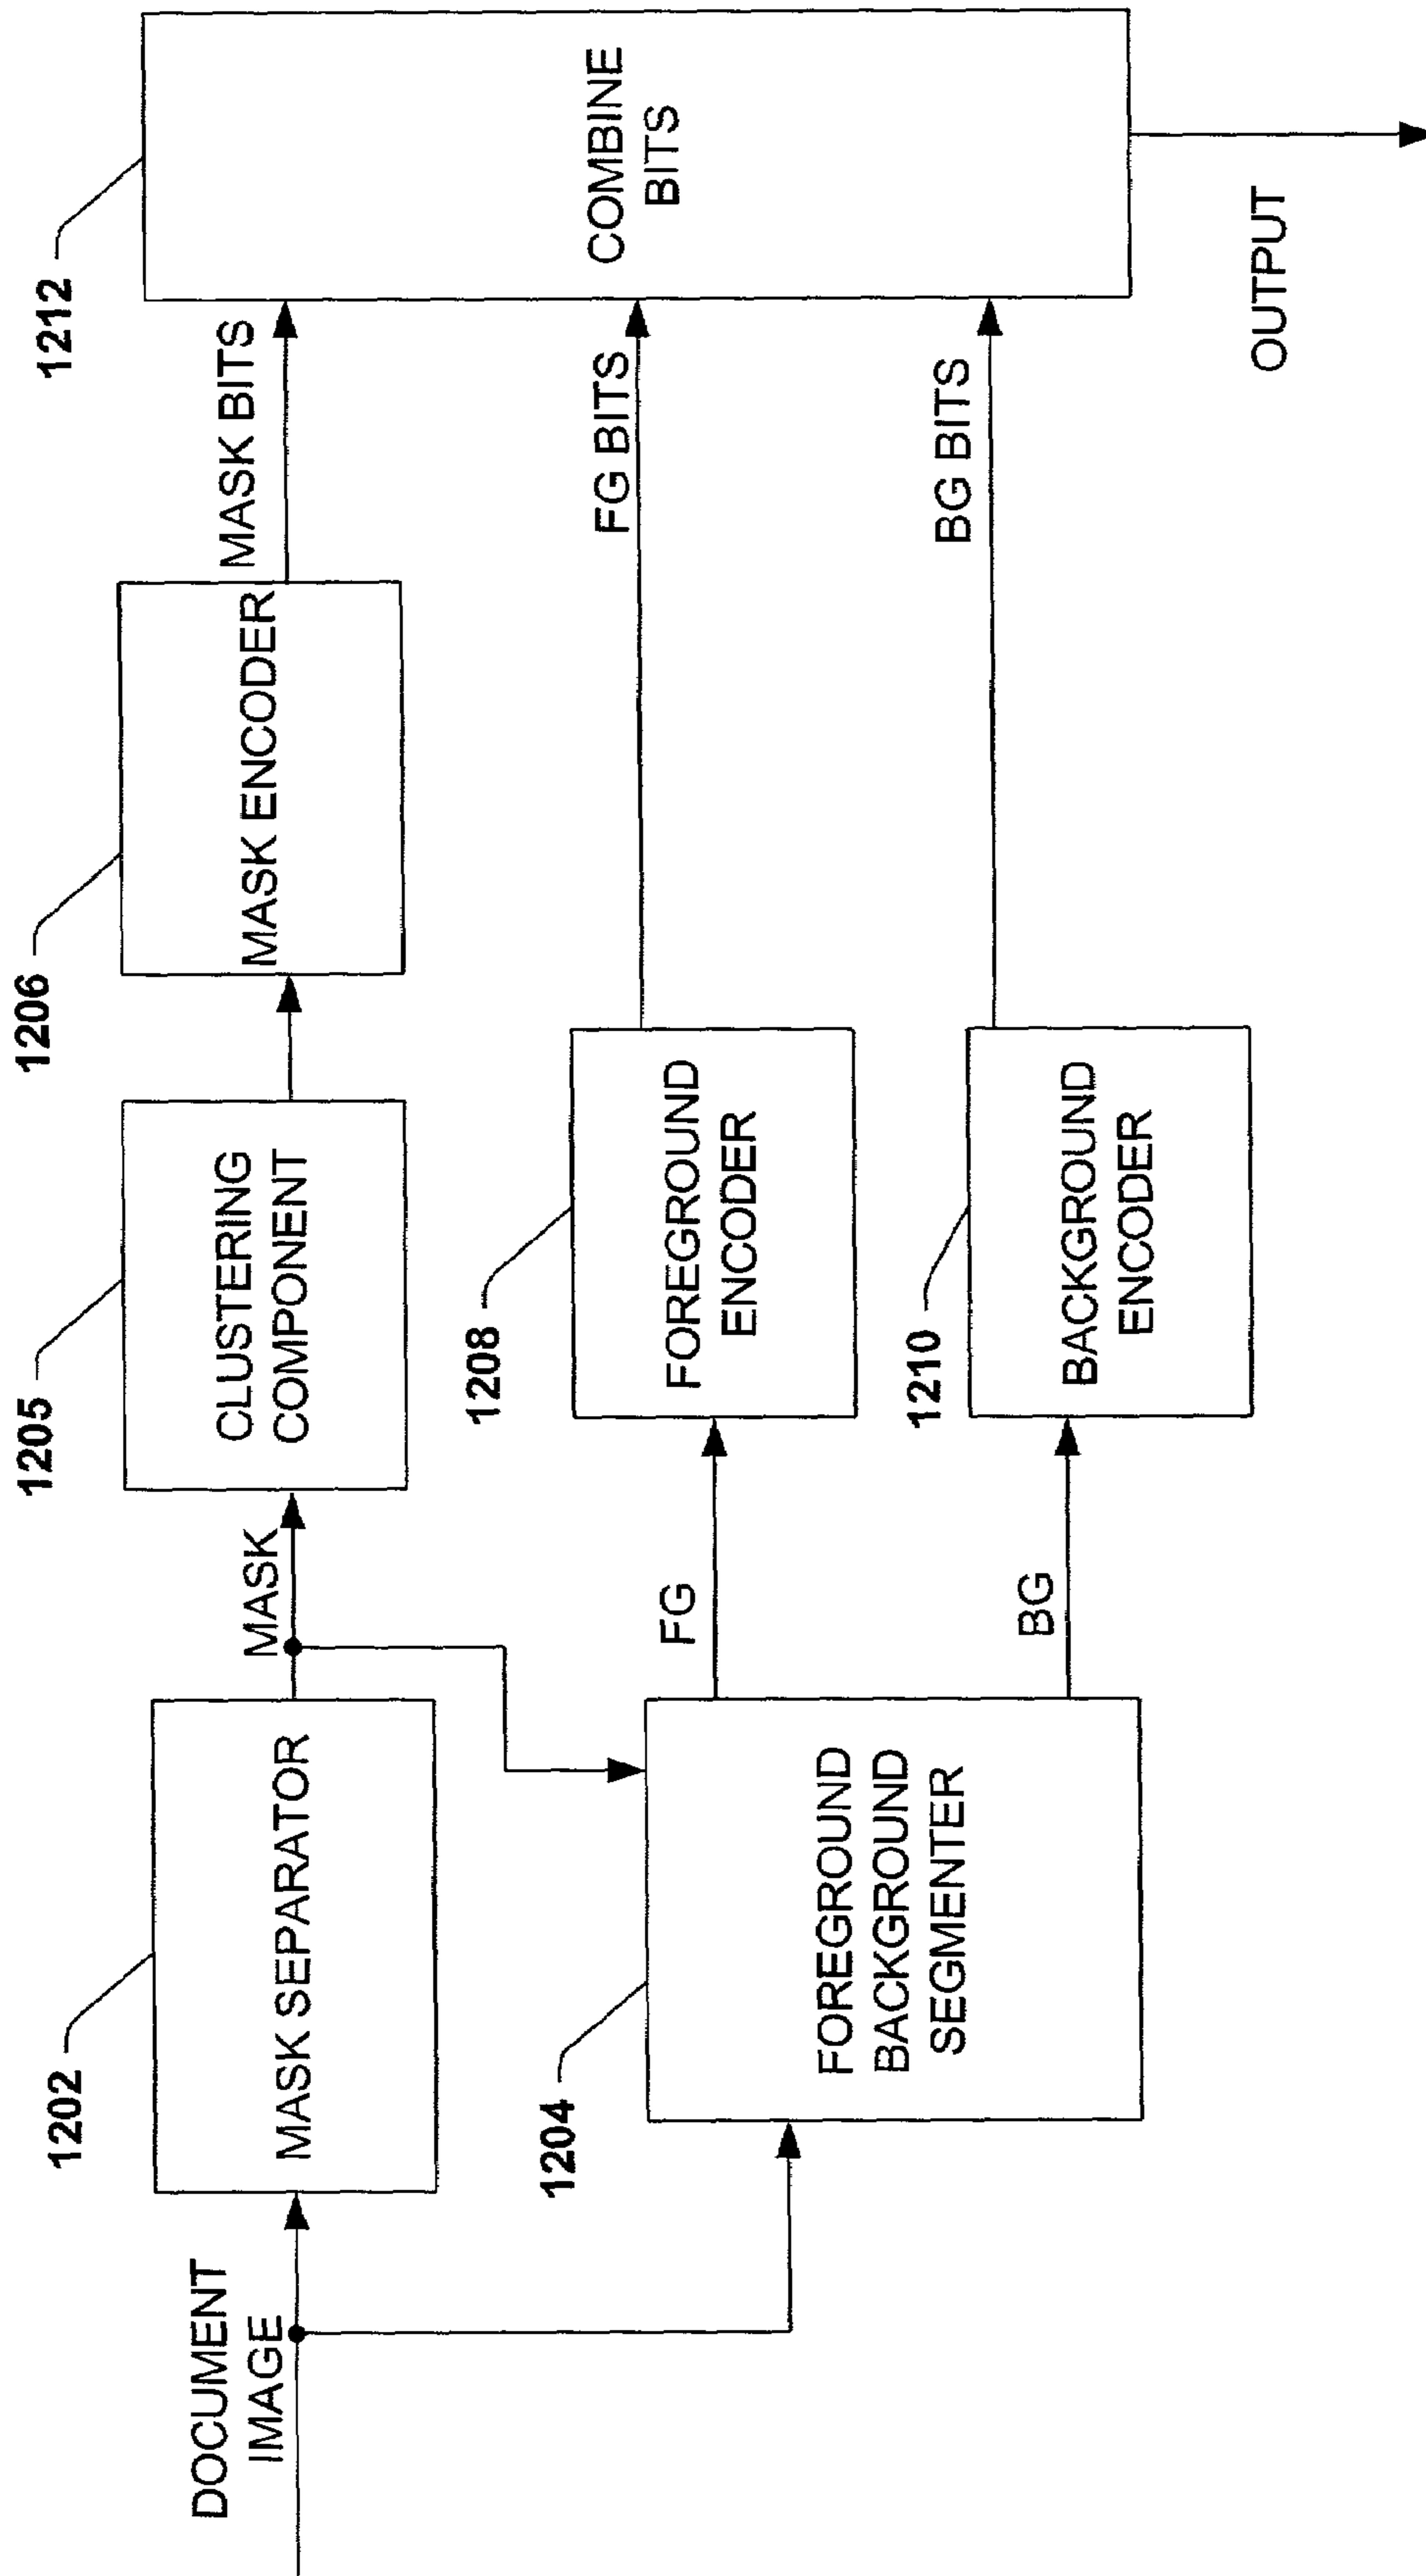 DOCUMENT
IMAGE
1202
MASK SEPARATOR
MASK
1205
CLUSTERING
COMPONENT
1206
MASK ENCODER
MASK BITS
1212
COMBINE
BITS
1204
FOREGROUND
BACKGROUND
SEGMENTER
FG
1208
FOREGROUND
ENCODER
FG BITS
BG
1210
BACKGROUND
ENCODER
BG BITS
OUTPUT